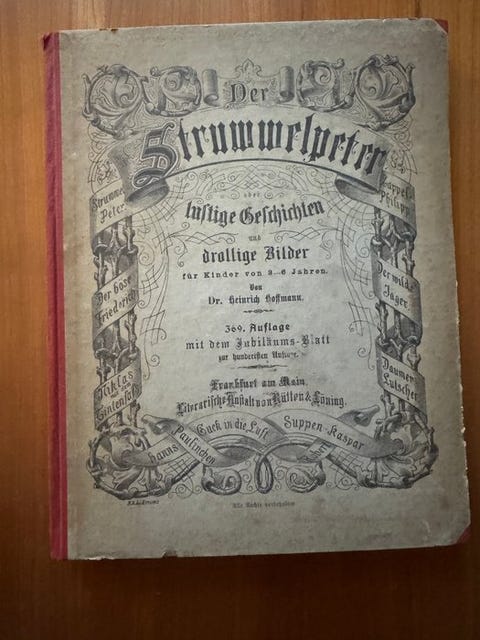 Der
Struwwelpeter
oder
lustige Geschichten
und
drollige Bilder
für Kinder von 3–6 Jahren.
Von
Dr. Heinrich Hoffmann.
369. Auflage
mit dem Jubiläums-Blatt
zur hundertsten Auflage.
Frankfurt am Main.
Literarische Anstalt von Rütten & Löning.
Struwwel
Peter
Der böse
Friederich
Niklas
Zappel-
Philipp
Der wilde
Jäger.
Daumen-
Lutscher
Hanns
Guck in die Luft
Paulinchen
Suppen-Kaspar
Robert
Alle Rechte vorbehalten